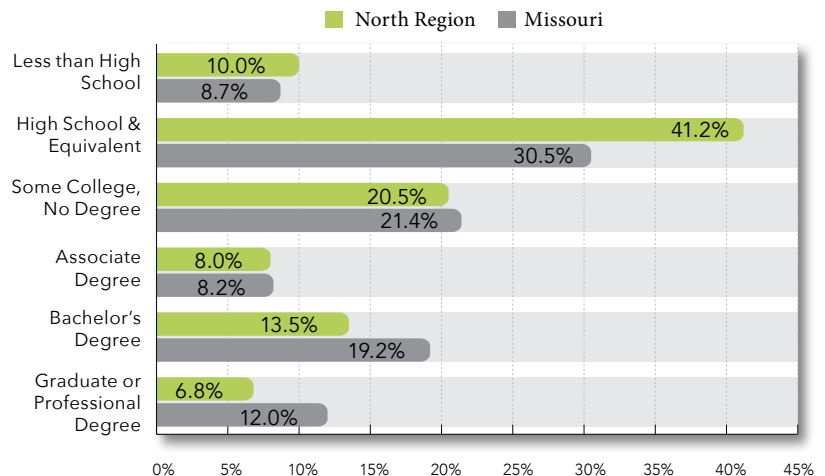 North Region Missouri
Less than High
School
10.0%
8.7%
High School &
Equivalent
41.2%
30.5%
Some College,
No Degree
20.5%
21.4%
Associate
Degree
8.0%
8.2%
Bachelor’s
Degree
13.5%
19.2%
Graduate or
Professional
Degree
6.8%
12.0%
0% 5% 10% 15% 20% 25% 30% 35% 40% 45%